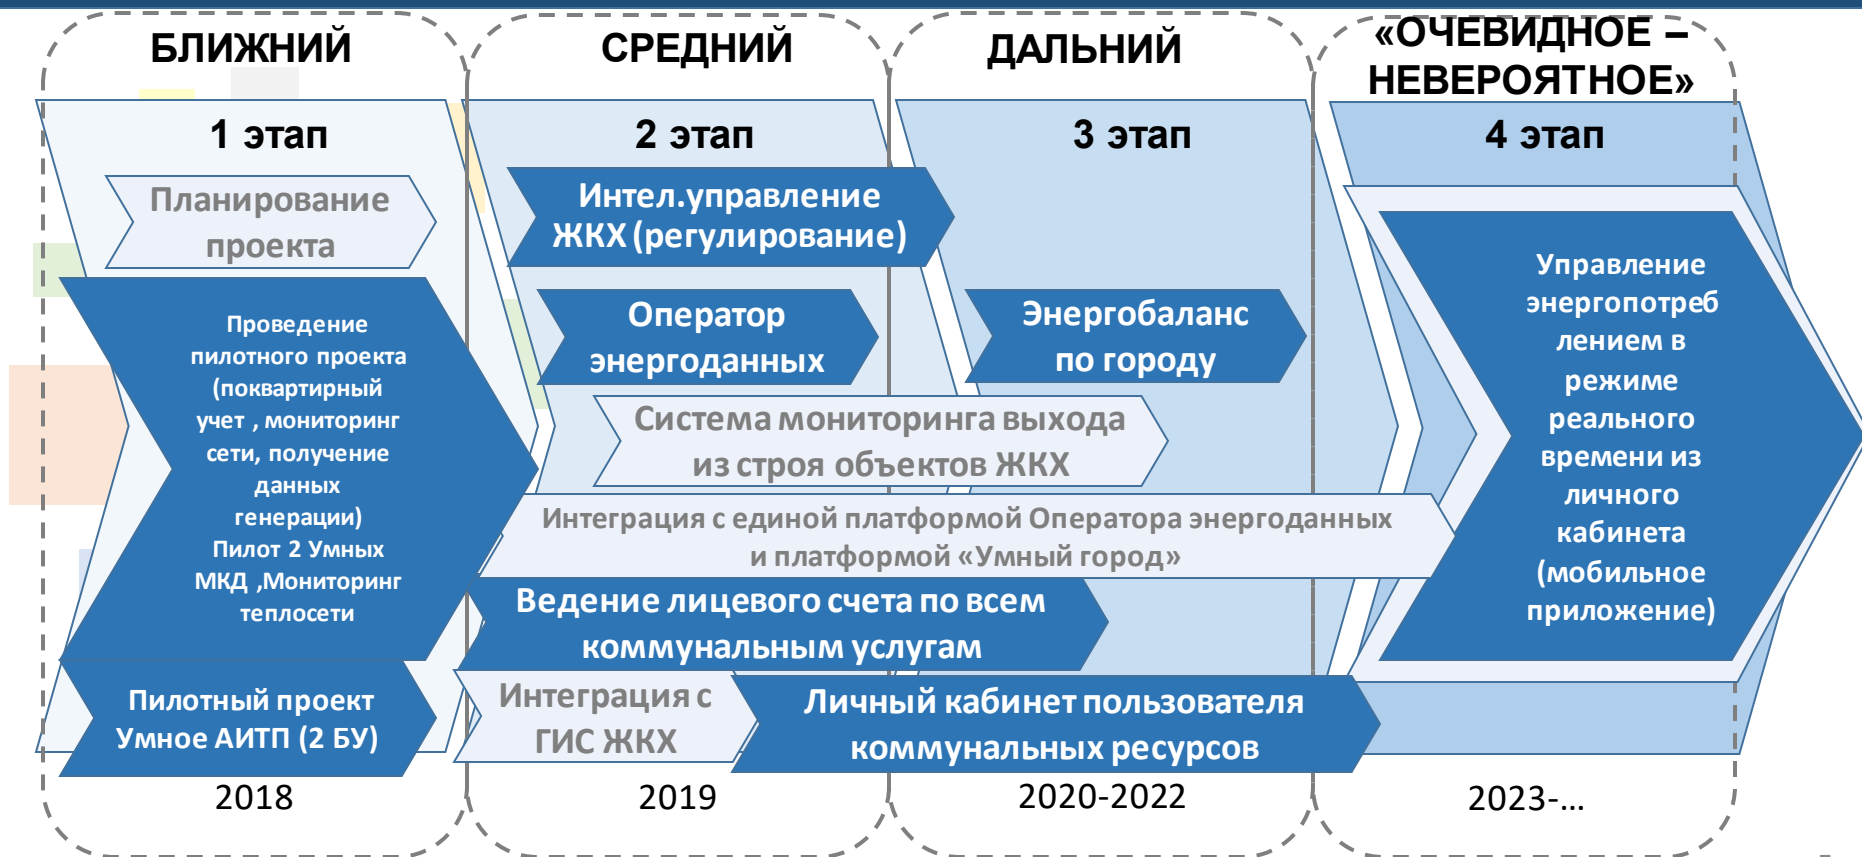 БЛИЖНИЙ
СРЕДНИЙ
ДАЛЬНИЙ
«ОЧЕВИДНОЕ –
НЕВЕРОЯТНОЕ»
1 этап
2 этап
3 этап
4 этап
Планирование
проекта
Проведение
пилотного проекта
(поквартирный
учет , мониторинг
сети, получение
данных
генерации)
Пилот 2 Умных
МКД ,Мониторинг
теплосети
Пилотный проект
Умное АИТП (2 БУ)
Интел.управление
ЖКХ (регулирование)
Оператор
энергоданных
Энергобаланс
по городу
Система мониторинга выхода
из строя объектов ЖКХ
Интеграция с единой платформой Оператора энергоданных
и платформой «Умный город»
Ведение лицевого счета по всем
коммунальным услугам
Интеграция с
ГИС ЖКХ
Личный кабинет пользователя
коммунальных ресурсов
Управление
энергопотреб
лением в
режиме
реального
времени из
личного
кабинета
(мобильное
приложение)
2018
2019
2020-2022
2023-...